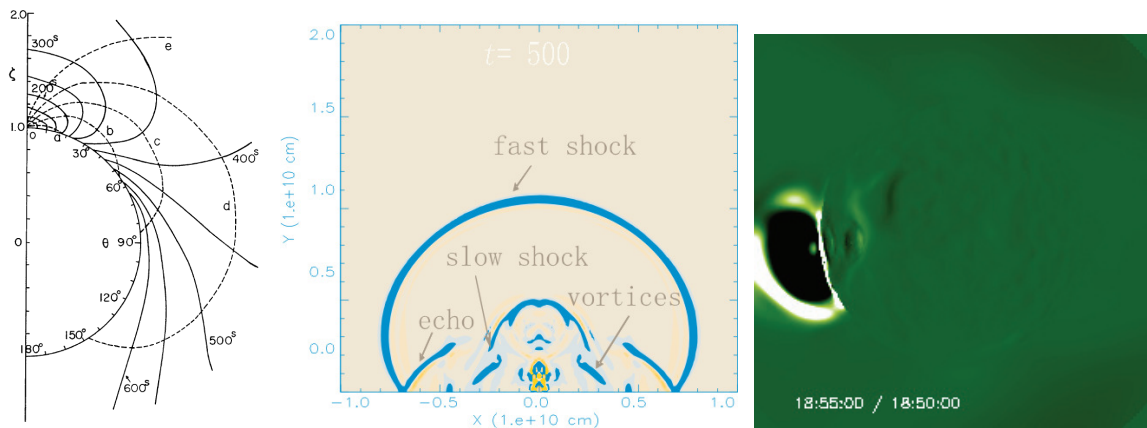 2.0
300ˢ
ζ
200ˢ
1.0
0
a
b
c
d
e
30°
60°
θ 90°
120°
150°
180°
400ˢ
500ˢ
600ˢ
t= 500
fast shock
slow shock
vortices
echo
2.0
1.5
1.0
0.5
0.0
Y (1.e+10 cm)
-1.0
-0.5
0.0
0.5
1.0
X (1.e+10 cm)
18:55:00 / 18:50:00